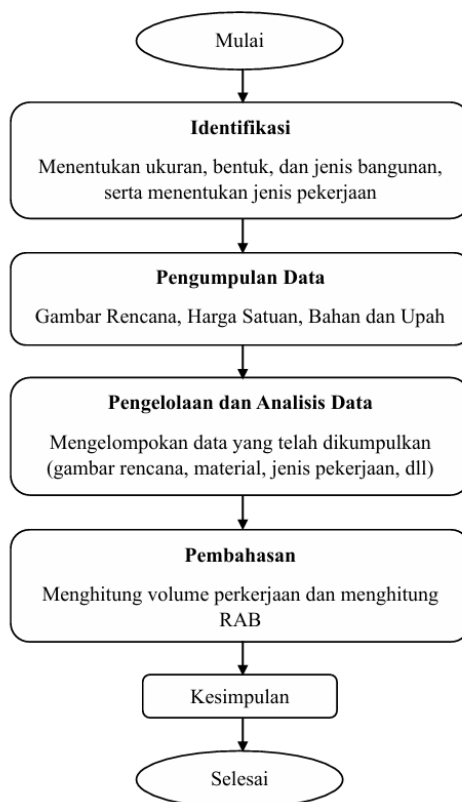 Mulai
Identifikasi
Menentukan ukuran, bentuk, dan jenis bangunan,
serta menentukan jenis pekerjaan
Pengumpulan Data
Gambar Rencana, Harga Satuan, Bahan dan Upah
Pengelolaan dan Analisis Data
Mengelompokan data yang telah dikumpulkan
(gambar rencana, material, jenis pekerjaan, dll)
Pembahasan
Menghitung volume perkerjaan dan menghitung
RAB
Kesimpulan
Selesai